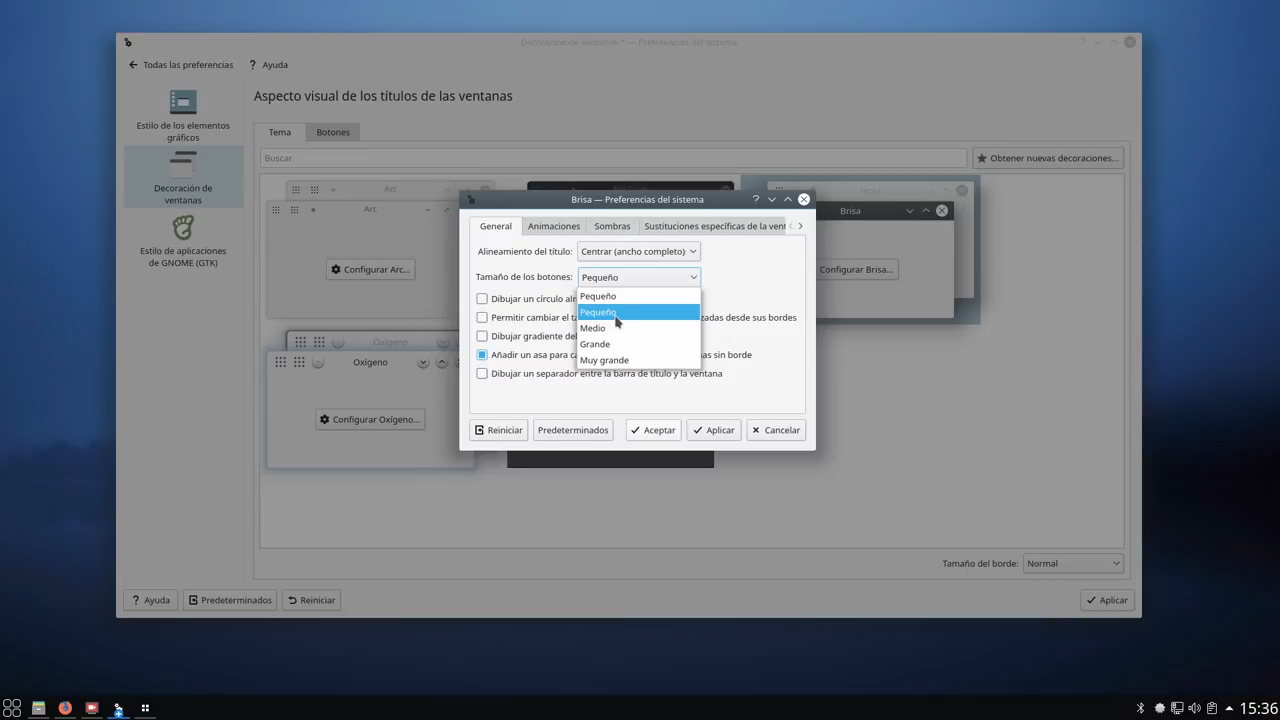 Decoración de ventanas * — Preferencias del sistema
Todas las preferencias
? Ayuda
Aspecto visual de los títulos de las ventanas
Estilo de los elementos
gráficos
Decoración de
ventanas
Estilo de aplicaciones
de GNOME (GTK)
Tema
Botones
Buscar
Obtener nuevas decoraciones...
Arc
Arc
Configurar Arc...
Oxígeno
Oxígeno
Configurar Oxígeno...
Brisa
Configurar Brisa...
Brisa — Preferencias del sistema
General
Animaciones
Sombras
Sustituciones específicas de la vent
Alineamiento del título:
Centrar (ancho completo)
Tamaño de los botones:
Pequeño
Pequeño
Pequeño
Medio
Grande
Muy grande
Dibujar un círculo al
Permitir cambiar el t
zadas desde sus bordes
Dibujar gradiente de
Añadir un asa para c
as sin borde
Dibujar un separador entre la barra de título y la ventana
Reiniciar
Predeterminados
Aceptar
Aplicar
Cancelar
Tamaño del borde:
Normal
? Ayuda
Predeterminados
Reiniciar
Aplicar
15:36